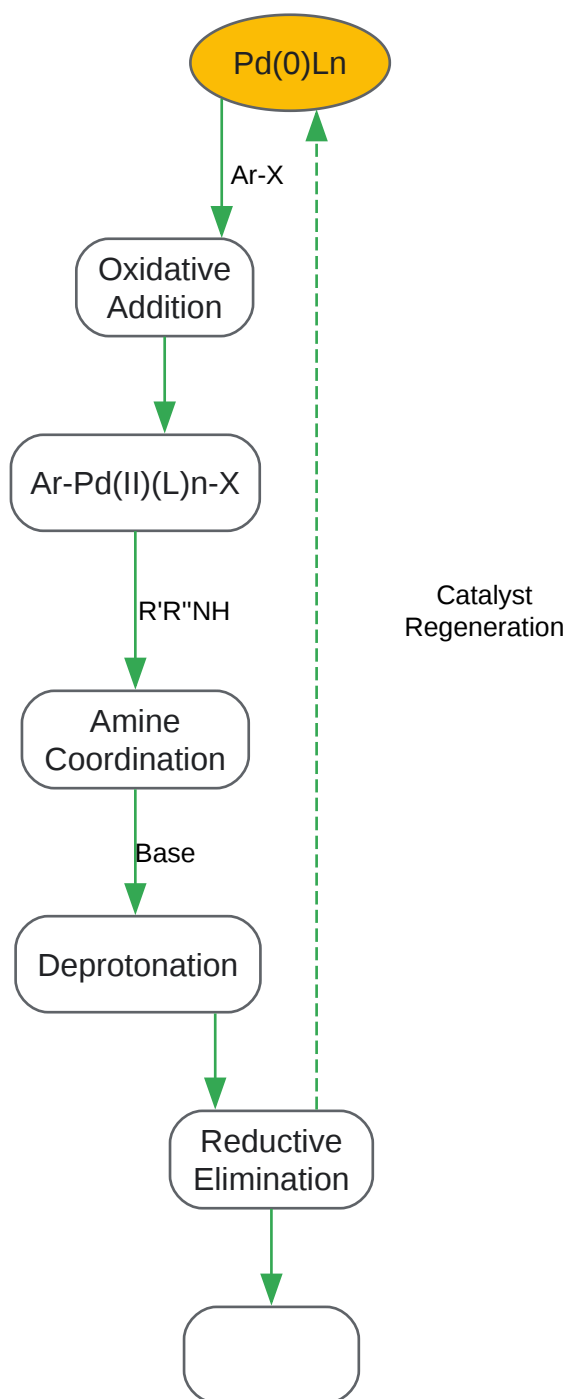 Pd(0)Ln
Ar-X
Oxidative
Addition
Ar-Pd(II)(L)n-X
R'R''NH
Catalyst
Regeneration
Amine
Coordination
Base
Deprotonation
Reductive
Elimination